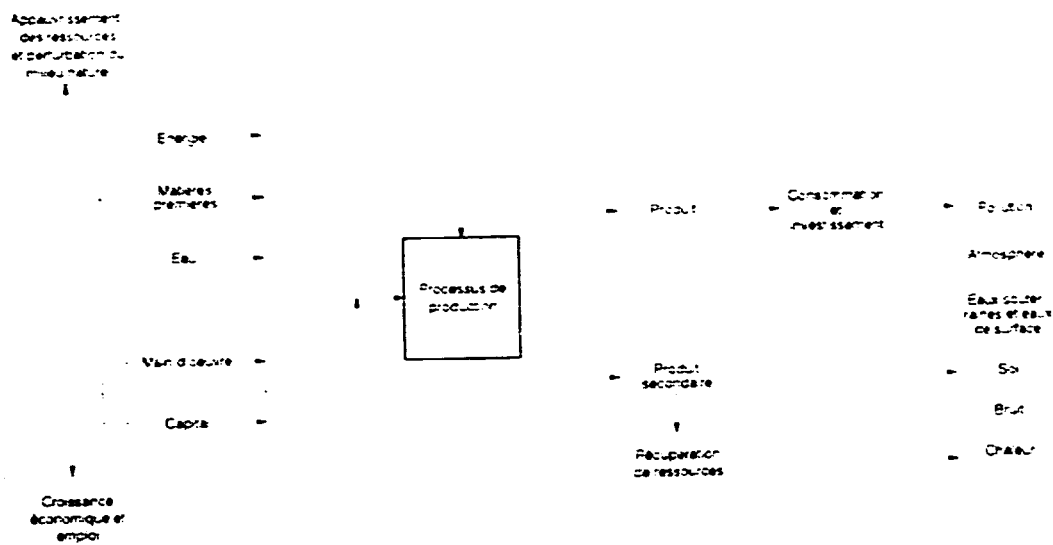 Appauvrissement
des ressources
et perturbation du
milieu nature
Energie
Matières
premières
Eau
Main d'oeuvre
Capital
Croissance
économique et
emploi
Processus de
production
Produit
Consommation
et
investissement
Produit
secondaire
Récupération
de ressources
Pollution
Atmosphère
Eaux souter
raines et eaux
de surface
Sol
Bruit
Chaleur